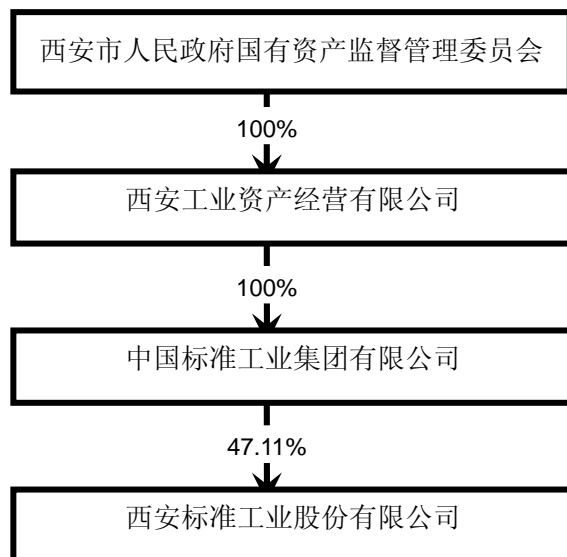 西安市人民政府国有资产监督管理委员会
100%
西安工业资产经营有限公司
100%
中国标准工业集团有限公司
47.11%
西安标准工业股份有限公司